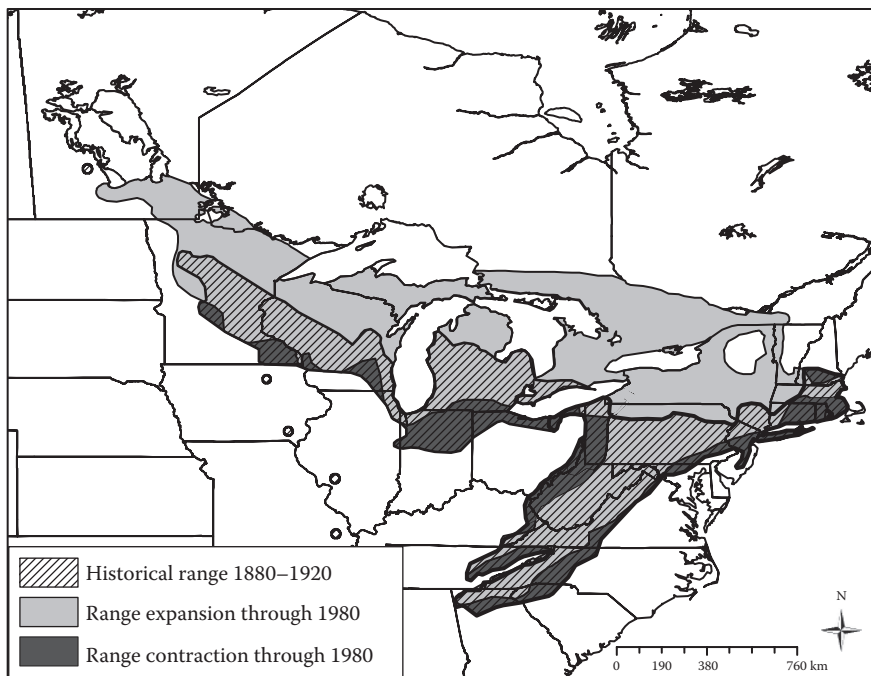 Historical range 1880–1920
Range expansion through 1980
Range contraction through 1980
N
0 190 380 760 km